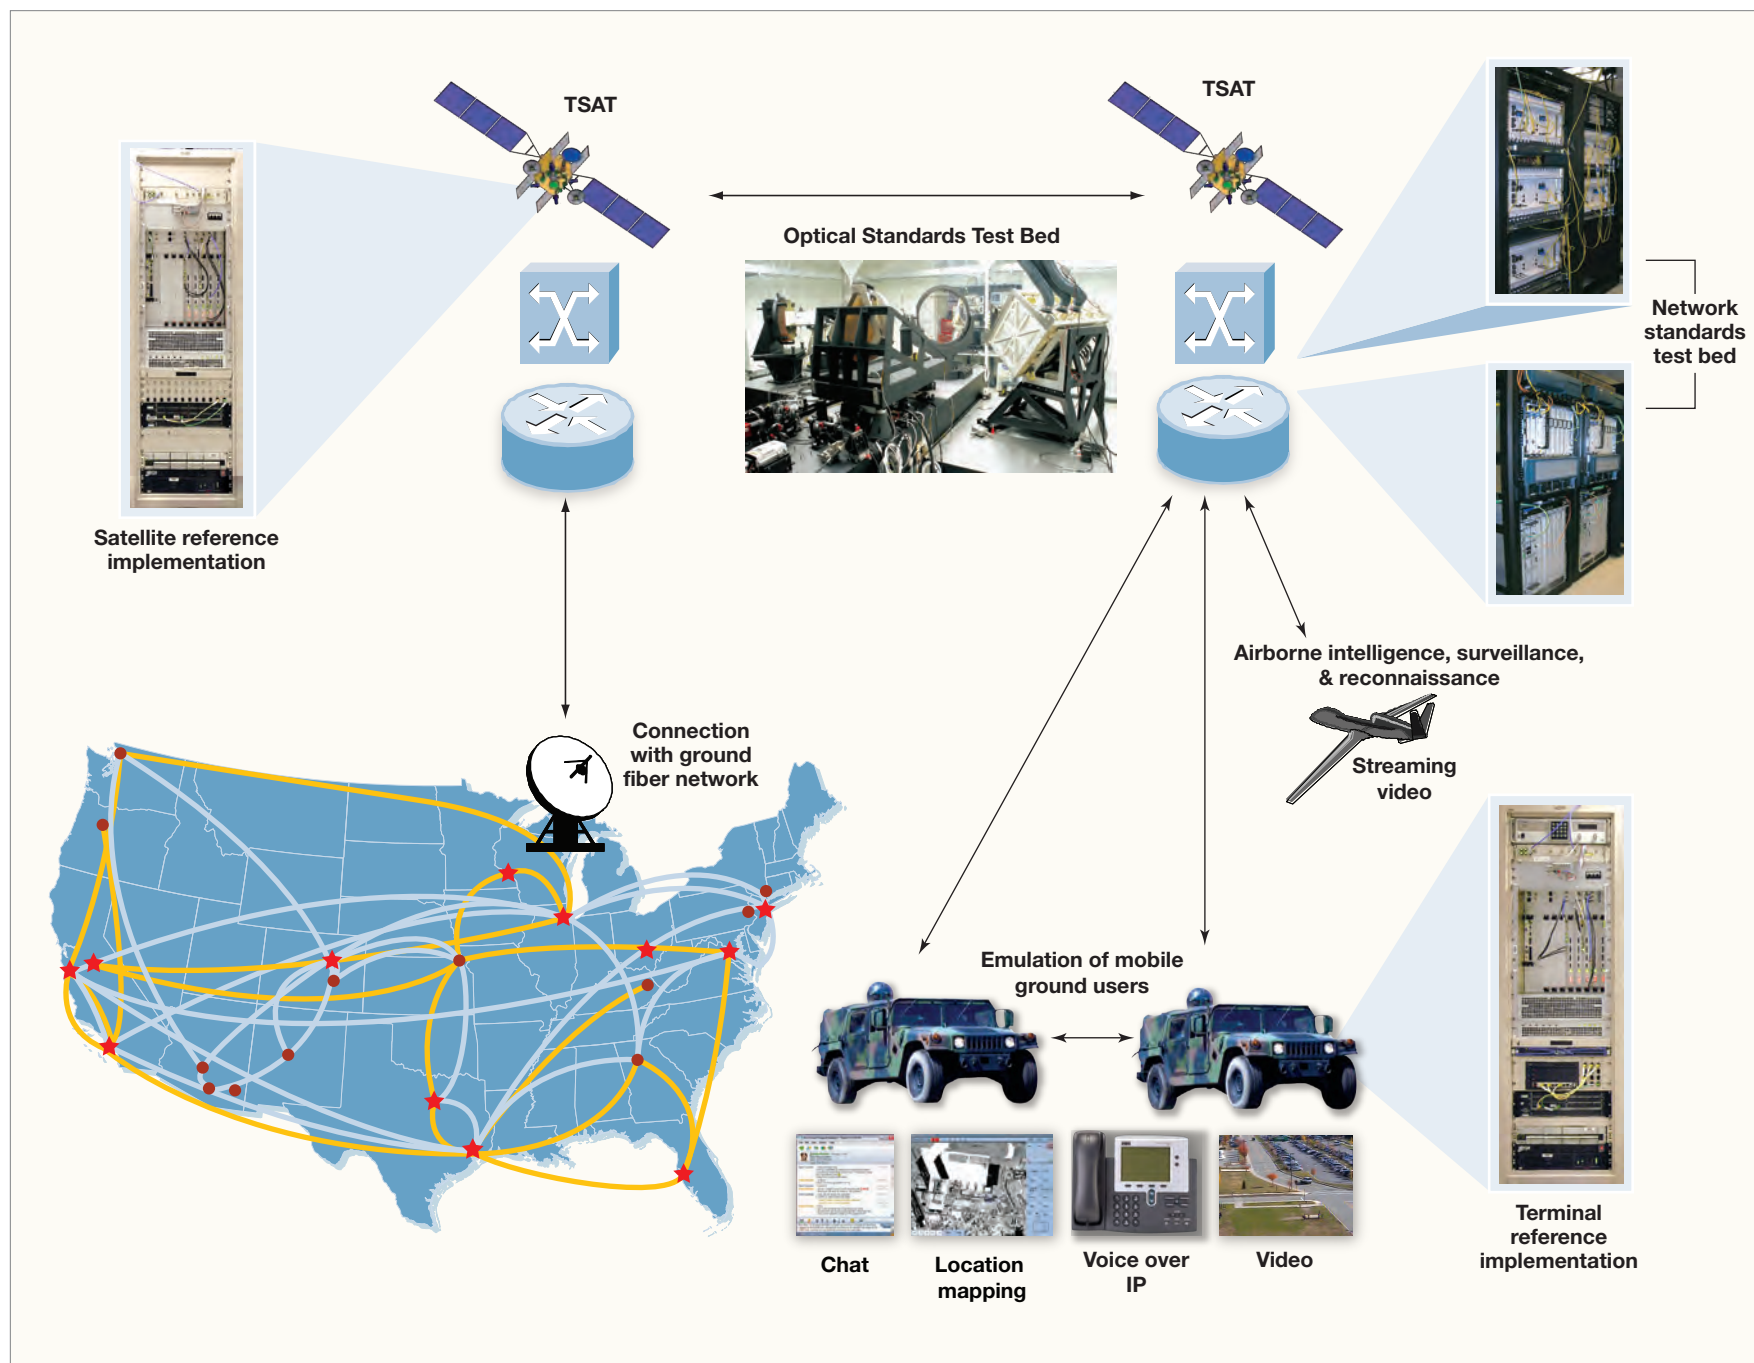 TSAT
TSAT
Optical Standards Test Bed
Network
standards
test bed
Satellite reference
implementation
Airborne intelligence, surveillance,
& reconnaissance
Streaming
video
Connection
with ground
fiber network
Emulation of mobile
ground users
Chat
Location
mapping
Voice over
IP
Video
Terminal
reference
implementation